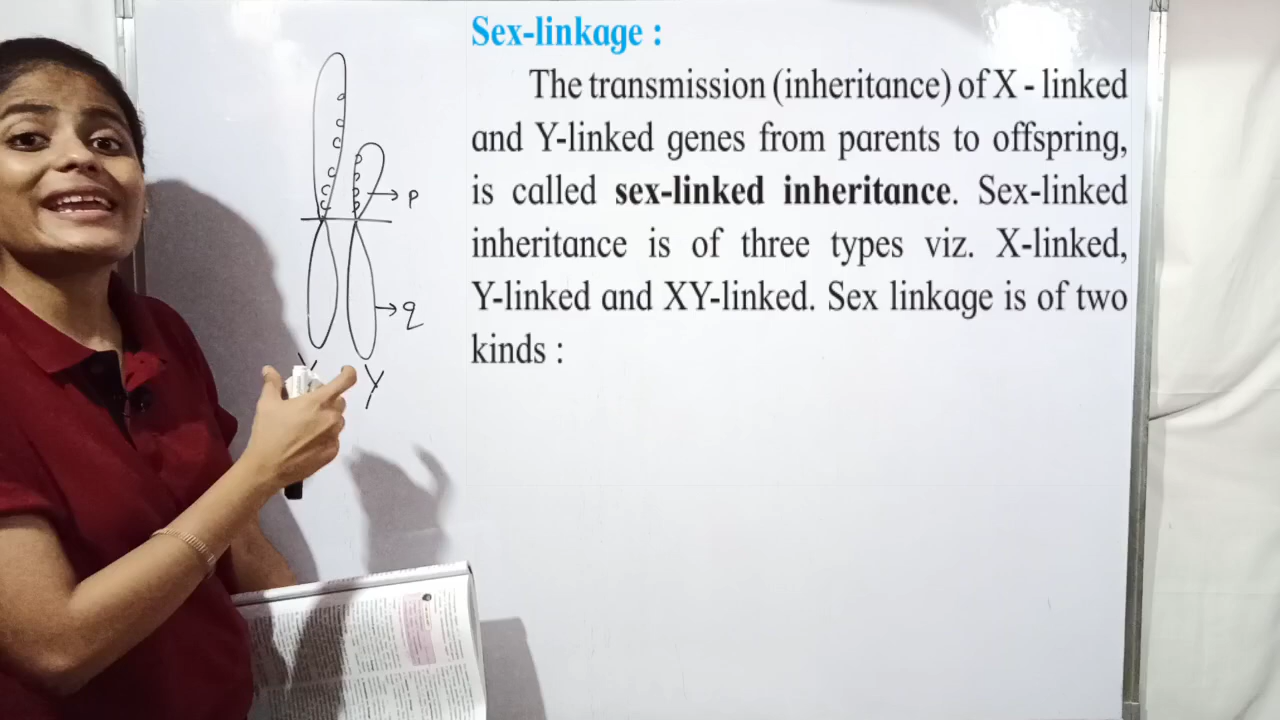 Sex-linkage :
The transmission (inheritance) of X - linked
and Y-linked genes from parents to offspring,
is called sex-linked inheritance. Sex-linked
inheritance is of three types viz. X-linked,
Y-linked and XY-linked. Sex linkage is of two
kinds :
p
q
Y